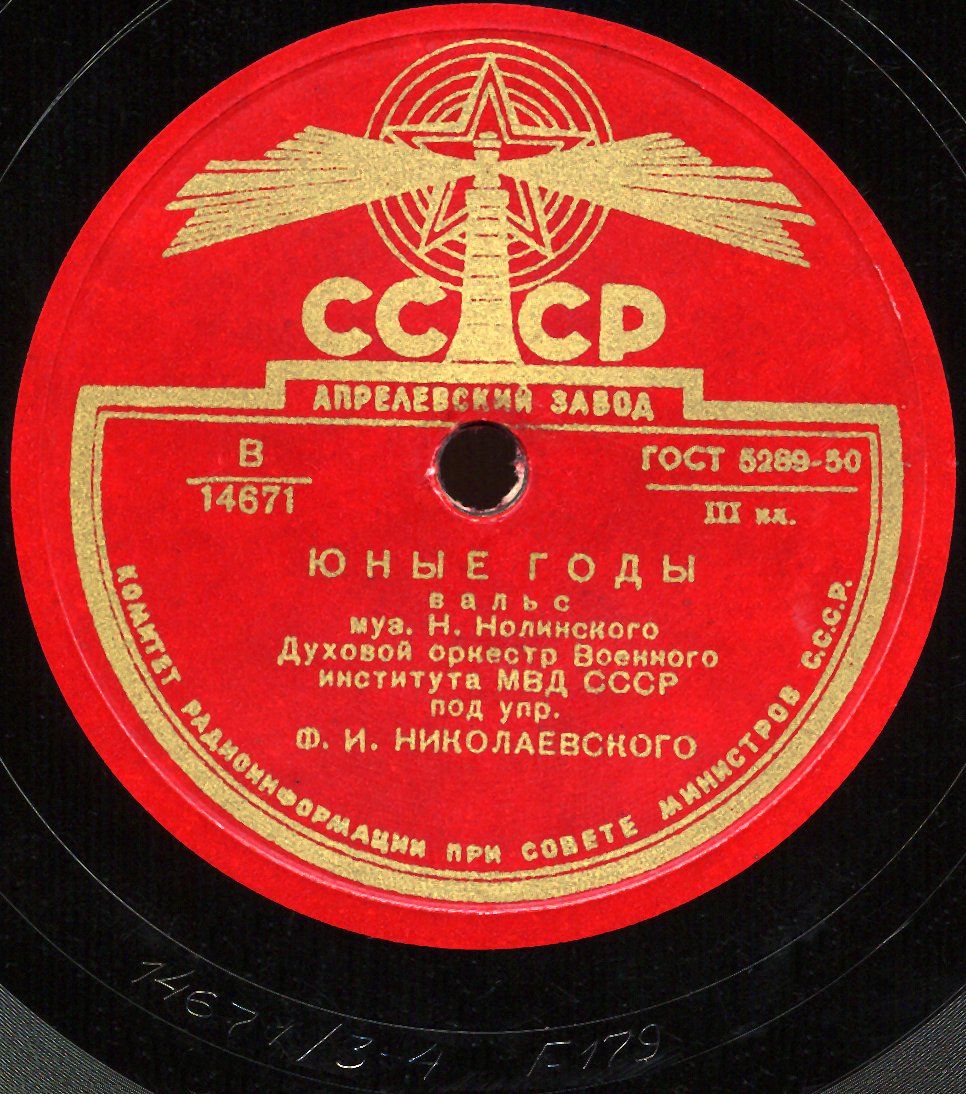 СССР
АПРЕЛЕВСКИЙ ЗАВОД
В
14671
ГОСТ 5289-50
III кл.
ЮНЫЕ ГОДЫ
вальс
муз. Н. Нолинского
Духовой оркестр Военного
института МВД СССР
под упр.
Ф. И. НИКОЛАЕВСКОГО
КОМИТЕТ РАДИОИНФОРМАЦИИ ПРИ СОВЕТЕ МИНИСТРОВ С.С.С.Р.
14671/3-4 Г-179